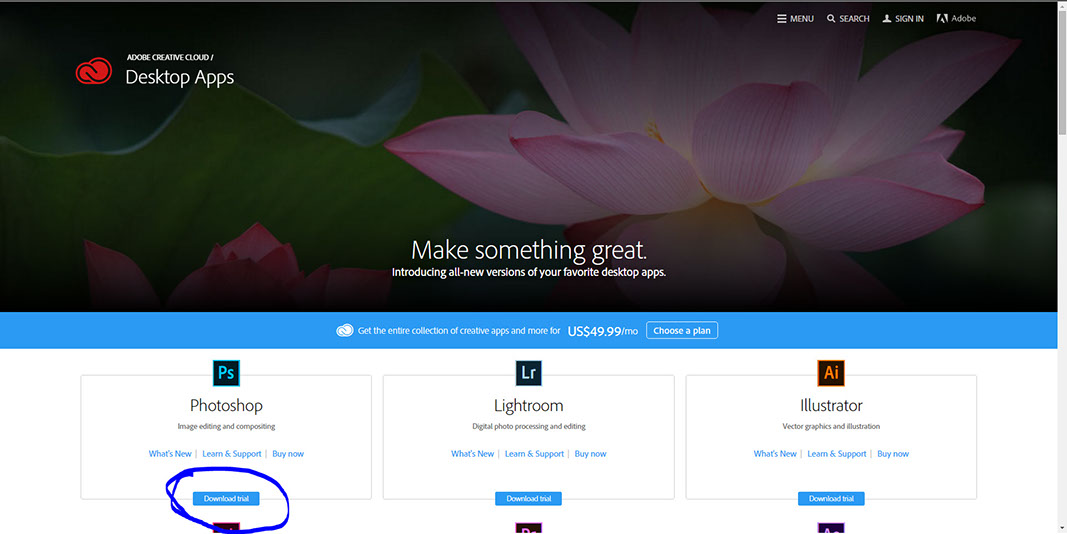 MENU SEARCH SIGN IN Adobe
ADOBE CREATIVE CLOUD /
Desktop Apps
Make something great.
Introducing all-new versions of your favorite desktop apps.
Get the entire collection of creative apps and more for US$49.99/mo Choose a plan
Ps
Photoshop
Image editing and compositing
What's New | Learn & Support | Buy now
Download trial
Lr
Lightroom
Digital photo processing and editing
What's New | Learn & Support | Buy now
Download trial
Ai
Illustrator
Vector graphics and illustration
What's New | Learn & Support | Buy now
Download trial